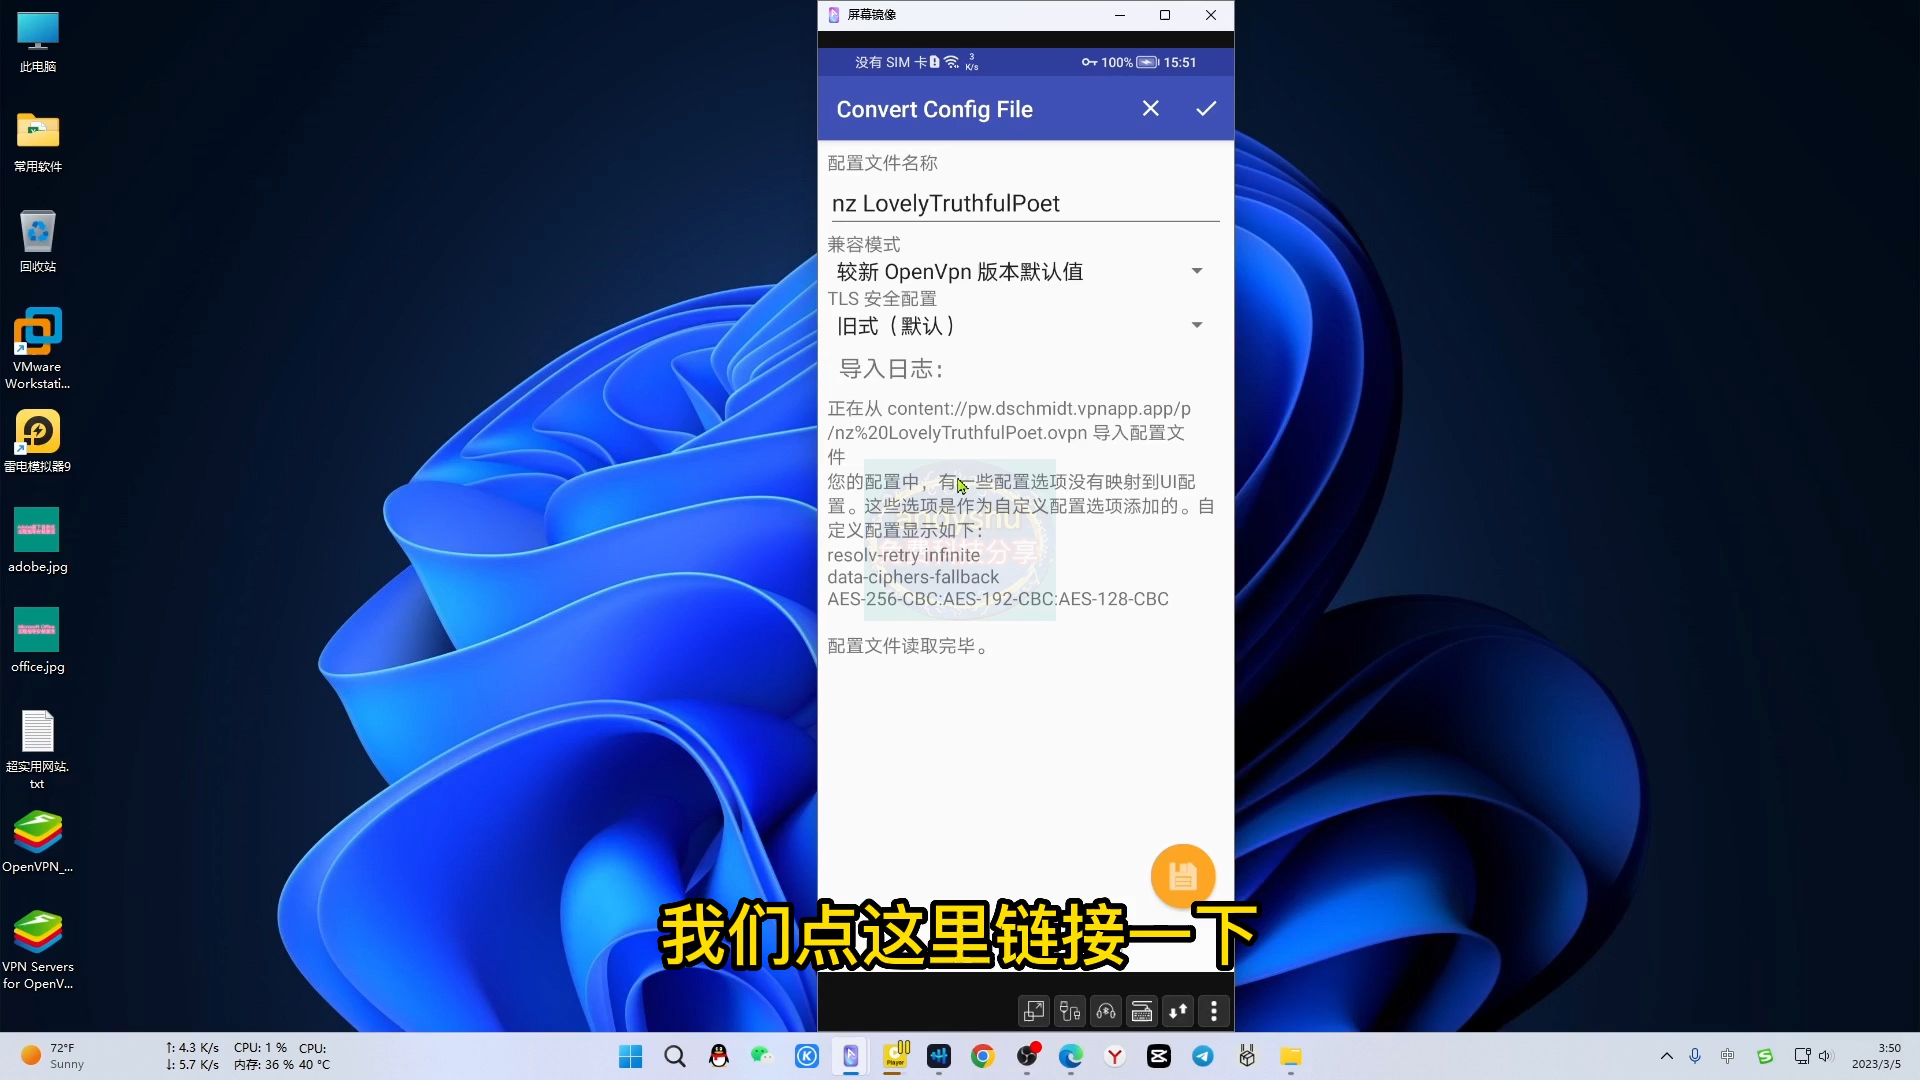 此电脑
常用软件
回收站
VMware
Workstati...
雷电模拟器9
adobe.jpg
office.jpg
超实用网站.
txt
OpenVPN_...
VPN Servers
for OpenV...
屏幕镜像
没有 SIM 卡
3
K/s
100%
15:51
Convert Config File
配置文件名称
nz LovelyTruthfulPoet
兼容模式
较新 OpenVpn 版本默认值
TLS 安全配置
旧式（默认）
导入日志：
正在从 content://pw.dschmidt.vpnapp.app/p
/nz%20LovelyTruthfulPoet.ovpn 导入配置文
件
您的配置中，有一些配置选项没有映射到UI配
置。这些选项是作为自定义配置选项添加的。自
定义配置显示如下：
resolv-retry infinite
data-ciphers-fallback
AES-256-CBC:AES-192-CBC:AES-128-CBC
配置文件读取完毕。
我们点这里链接一下
72°F
Sunny
↑: 4.3 K/s CPU: 1 % CPU:
↓: 5.7 K/s 内存: 36 % 40 °C
中
3:50
2023/3/5